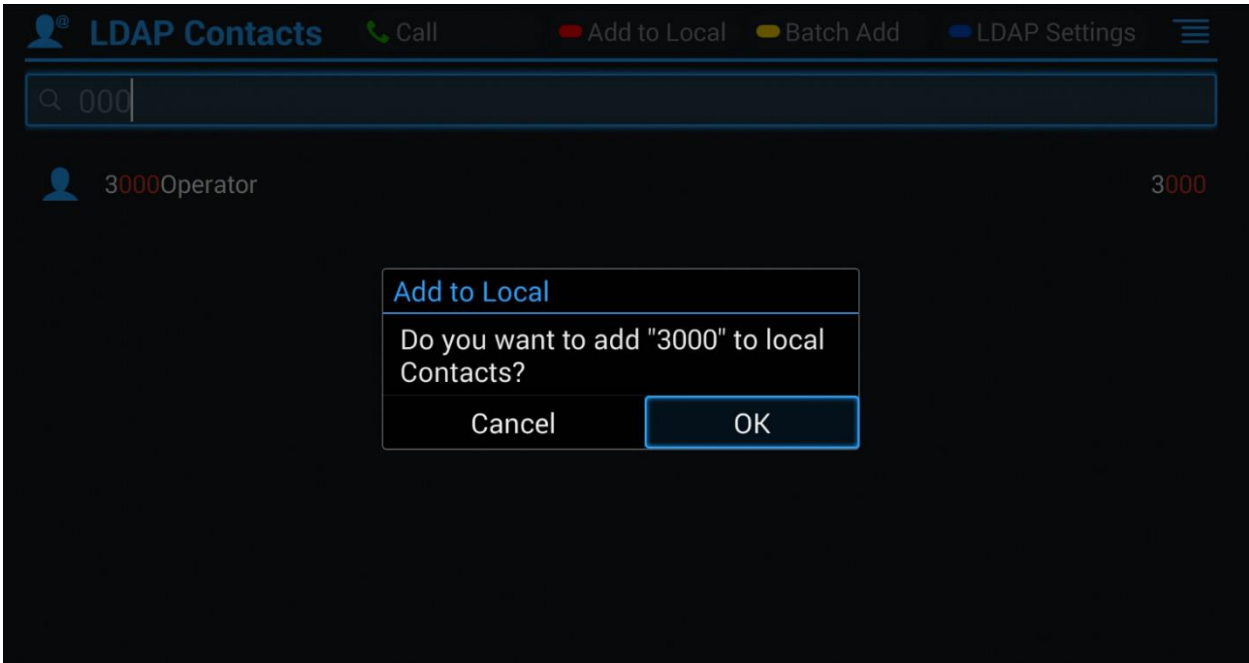 LDAP Contacts Call Add to Local Batch Add LDAP Settings
000
3000Operator 3000
Add to Local
Do you want to add "3000" to local
Contacts?
Cancel OK